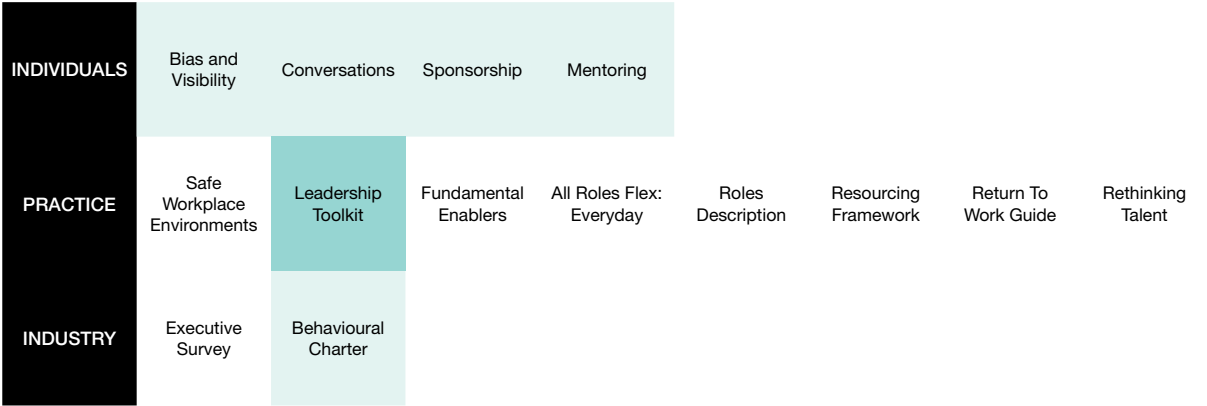 INDIVIDUALS
Bias and
Visibility
Conversations
Sponsorship
Mentoring
PRACTICE
Safe
Workplace
Environments
Leadership
Toolkit
Fundamental
Enablers
All Roles Flex:
Everyday
Roles
Description
Resourcing
Framework
Return To
Work Guide
Rethinking
Talent
INDUSTRY
Executive
Survey
Behavioural
Charter